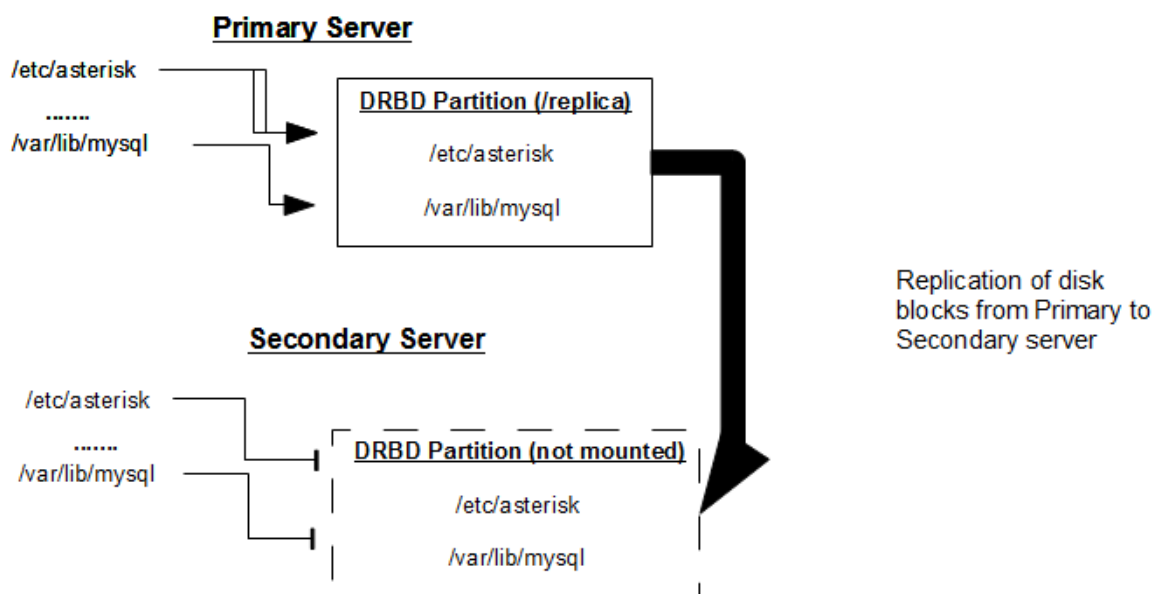 Primary Server
/etc/asterisk
.......
/var/lib/mysql
DRBD Partition (/replica)
/etc/asterisk
/var/lib/mysql
Replication of disk
blocks from Primary to
Secondary server
Secondary Server
/etc/asterisk
.......
/var/lib/mysql
DRBD Partition (not mounted)
/etc/asterisk
/var/lib/mysql